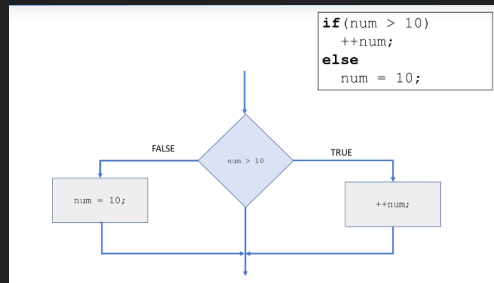 if(num > 10)
++num;
else
num = 10;
FALSE
num > 10
TRUE
num = 10;
++num;